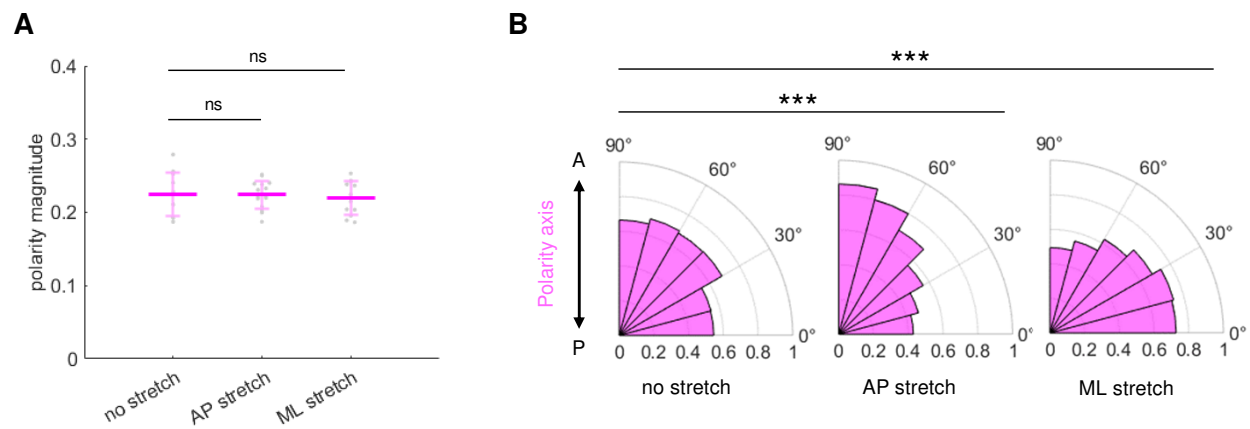 A
B
ns
ns
0.4
0.3
0.2
0.1
0
polarity magnitude
no stretch
AP stretch
ML stretch
***
***
A
Polarity axis
P
90°
60°
30°
0°
0 0.2 0.4 0.6 0.8 1
no stretch
90°
60°
30°
0°
0 0.2 0.4 0.6 0.8 1
AP stretch
90°
60°
30°
0°
0 0.2 0.4 0.6 0.8 1
ML stretch